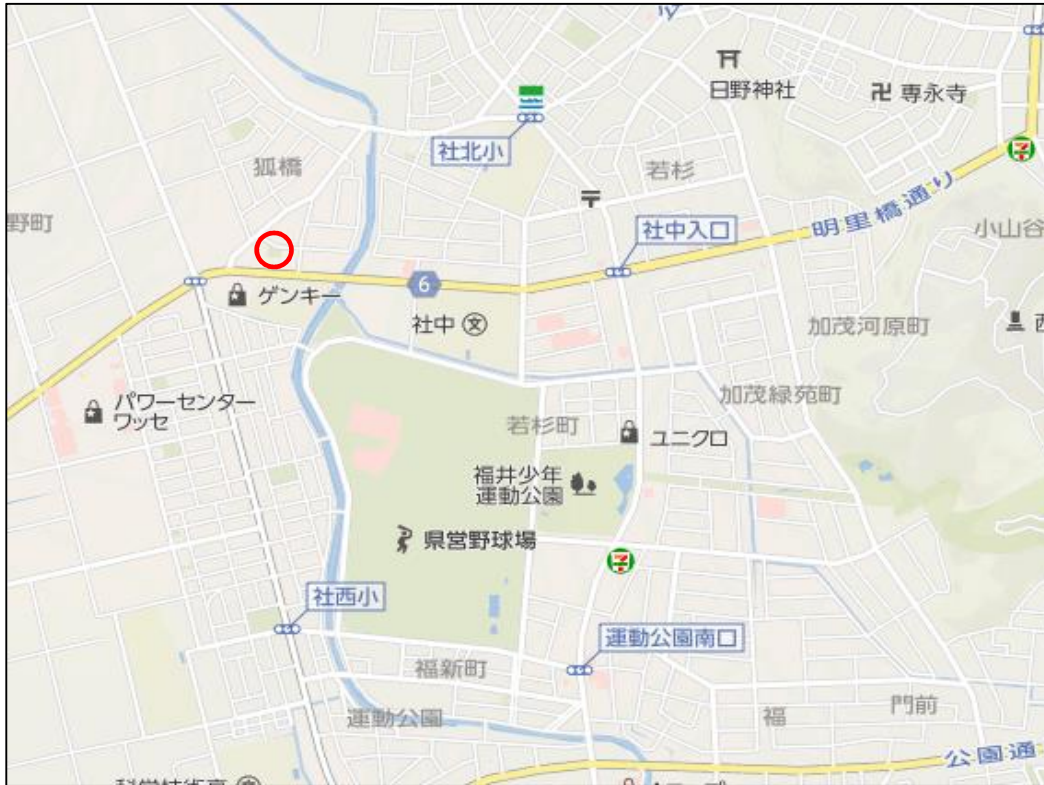 日野神社
専永寺
社北小
狐橋
若杉
野町
社中入口
明里橋通り
小山谷
6
ゲンキー
社中
文
加茂河原町
西
パワーセンター
ワッセ
加茂緑苑町
若杉町
ユニクロ
福井少年
運動公園
県営野球場
社西小
運動公園南口
福新町
運動公園
福
門前
公園通